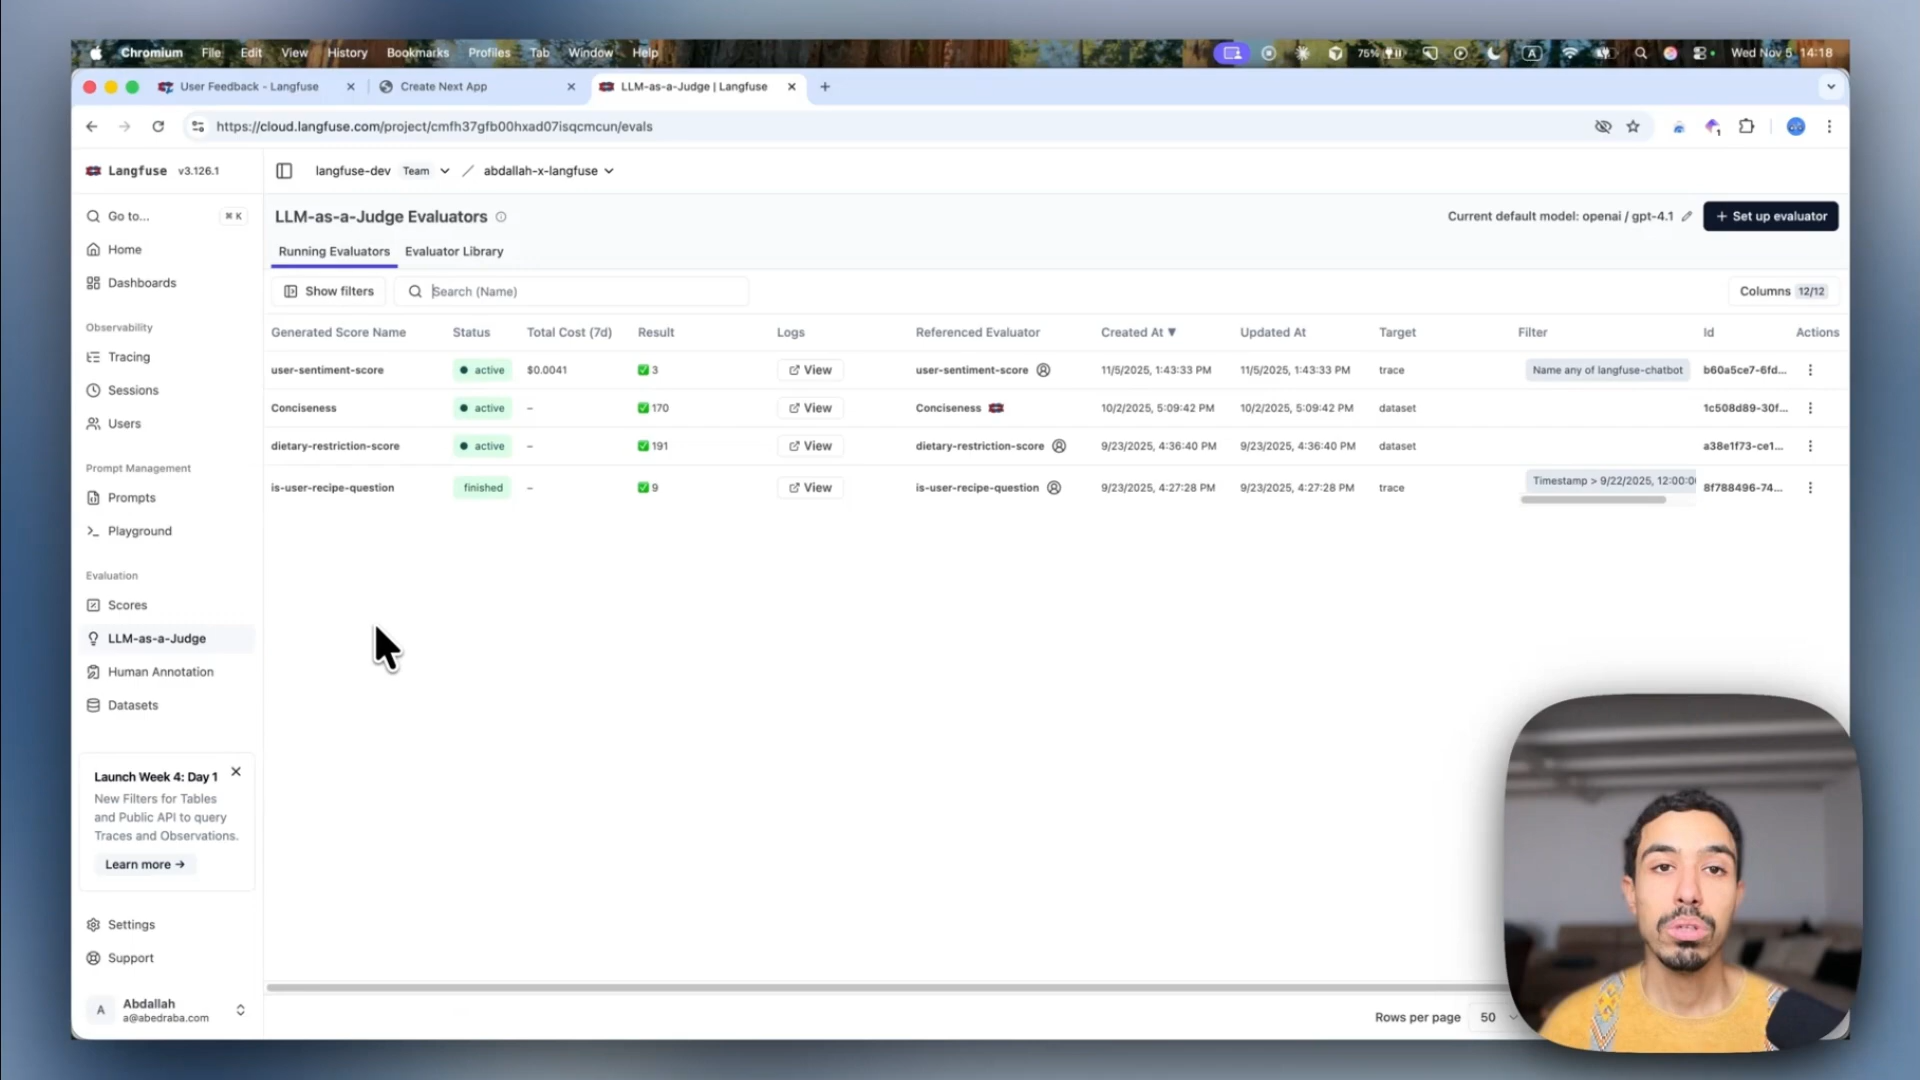 Chromium File Edit View History Bookmarks Profiles Tab Window Help 75% A Wed Nov 5 14:18
User Feedback - Langfuse Create Next App LLM-as-a-Judge | Langfuse
https://cloud.langfuse.com/project/cmfh37gfb00hxad07isqcmcun/evals
Langfuse v3.126.1 langfuse-dev Team / abdallah-x-langfuse
Go to... ⌘ K
Home
Dashboards
Observability
Tracing
Sessions
Users
Prompt Management
Prompts
Playground
Evaluation
Scores
LLM-as-a-Judge
Human Annotation
Datasets
Launch Week 4: Day 1
New Filters for Tables
and Public API to query
Traces and Observations.
Learn more →
Settings
Support
A Abdallah
a@abedraba.com
LLM-as-a-Judge Evaluators Current default model: openai / gpt-4.1 + Set up evaluator
Running Evaluators Evaluator Library
Show filters Search (Name) Columns 12/12
Generated Score Name Status Total Cost (7d) Result Logs Referenced Evaluator Created At ▼ Updated At Target Filter Id Actions
user-sentiment-score active $0.0041 ✅ 3 View user-sentiment-score 11/5/2025, 1:43:33 PM 11/5/2025, 1:43:33 PM trace Name any of langfuse-chatbot b60a5ce7-6fd...
Conciseness active – ✅ 170 View Conciseness 10/2/2025, 5:09:42 PM 10/2/2025, 5:09:42 PM dataset 1c508d89-30f...
dietary-restriction-score active – ✅ 191 View dietary-restriction-score 9/23/2025, 4:36:40 PM 9/23/2025, 4:36:40 PM dataset a38e1f73-ce1...
is-user-recipe-question finished – ✅ 9 View is-user-recipe-question 9/23/2025, 4:27:28 PM 9/23/2025, 4:27:28 PM trace Timestamp > 9/22/2025, 12:00:0 8f788496-74...
Rows per page 50